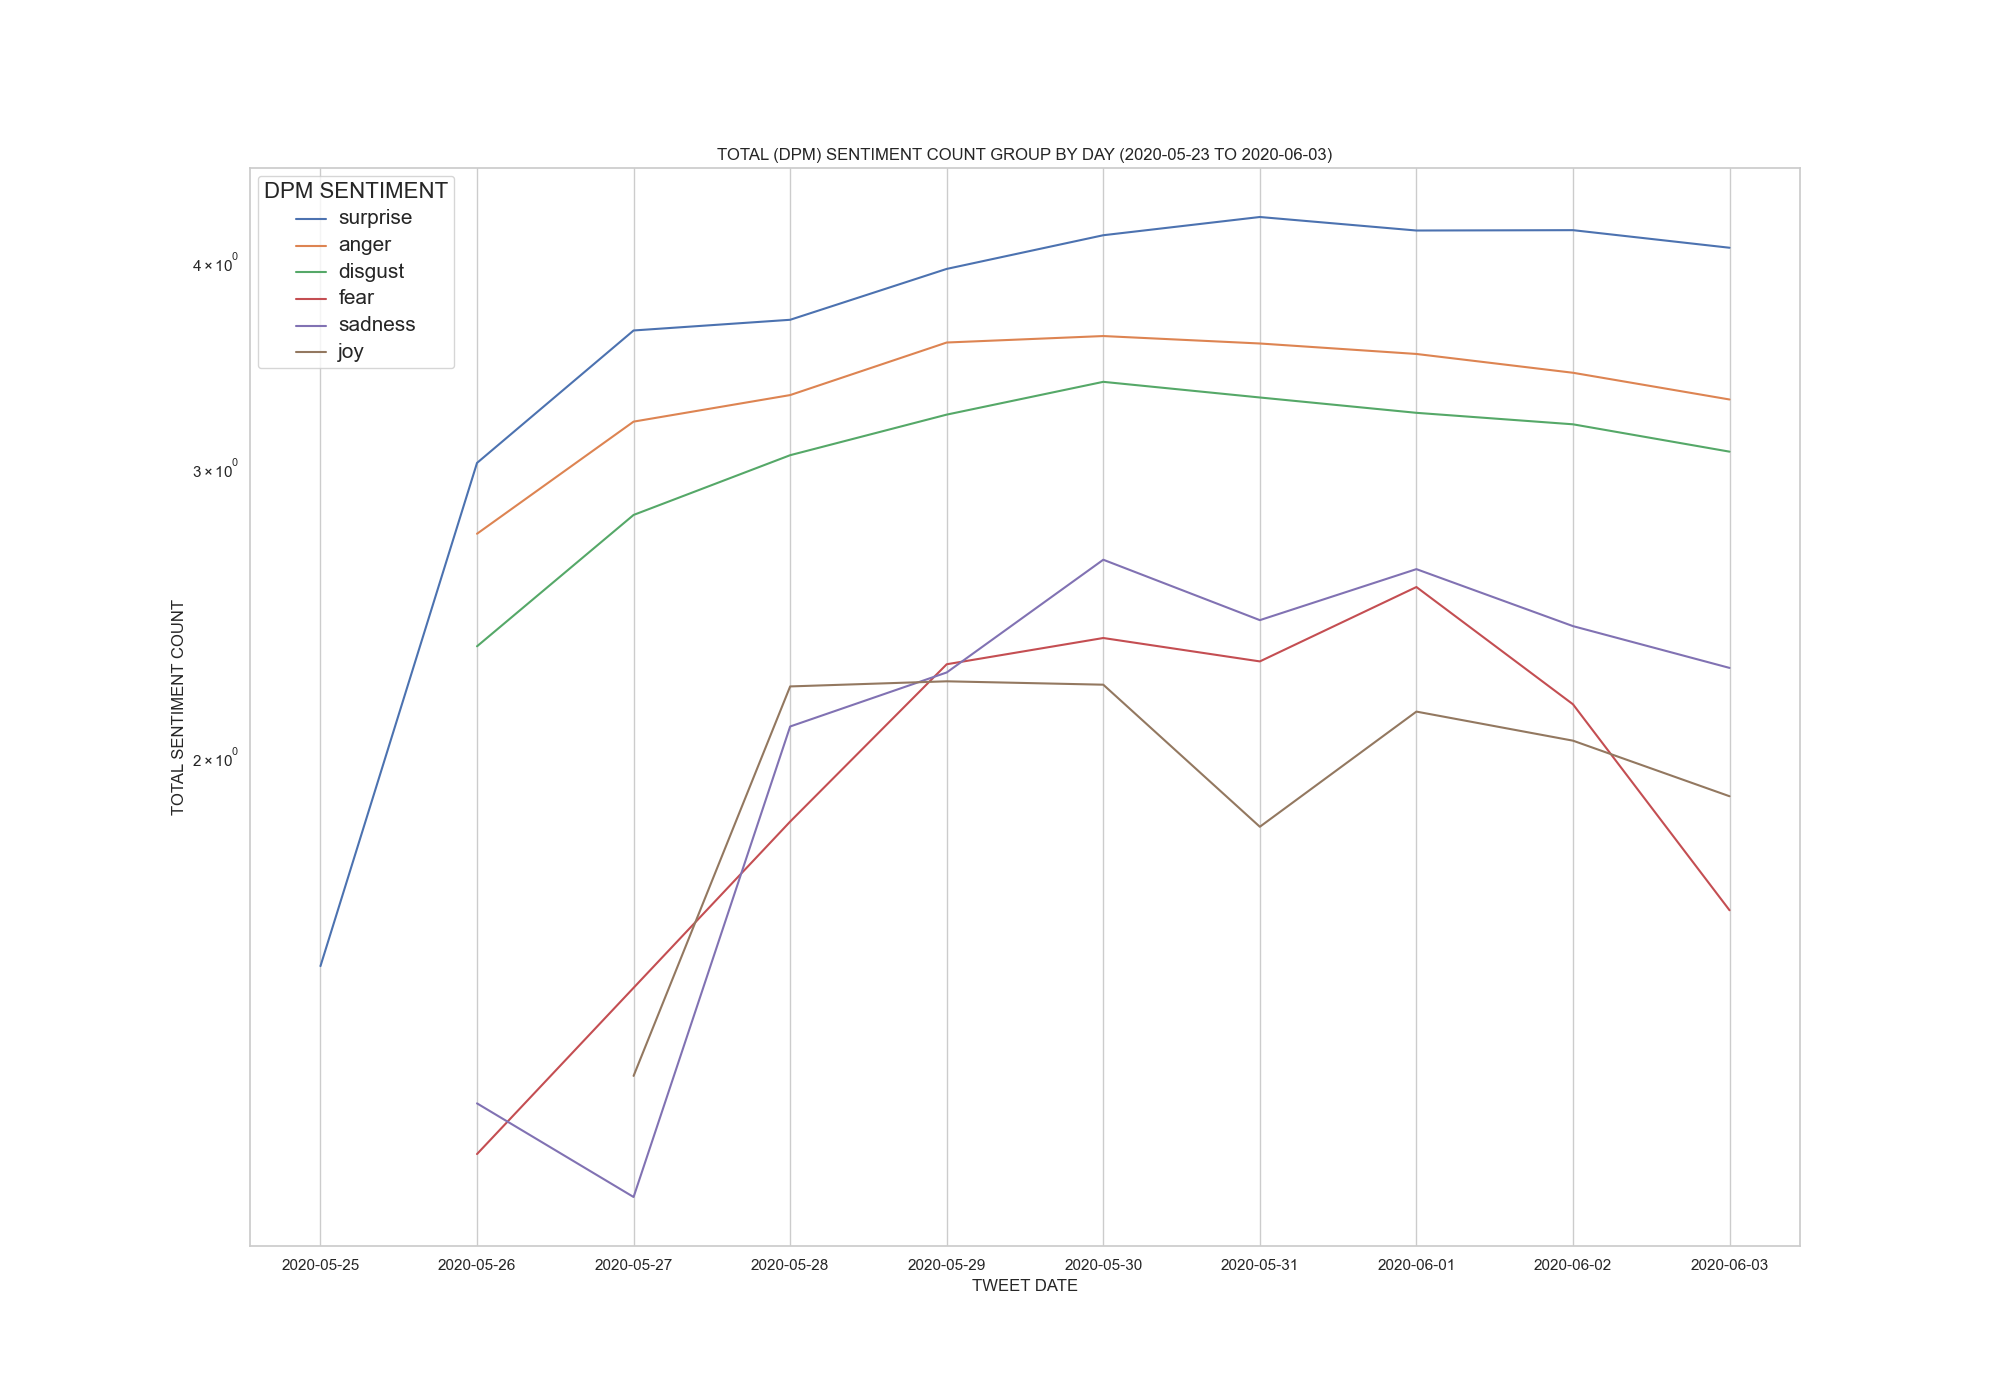 TOTAL (DPM) SENTIMENT COUNT GROUP BY DAY (2020-05-23 TO 2020-06-03)
DPM SENTIMENT
surprise
anger
disgust
fear
sadness
joy
4 × 10⁰
3 × 10⁰
2 × 10⁰
TOTAL SENTIMENT COUNT
2020-05-25 2020-05-26 2020-05-27 2020-05-28 2020-05-29 2020-05-30 2020-05-31 2020-06-01 2020-06-02 2020-06-03
TWEET DATE